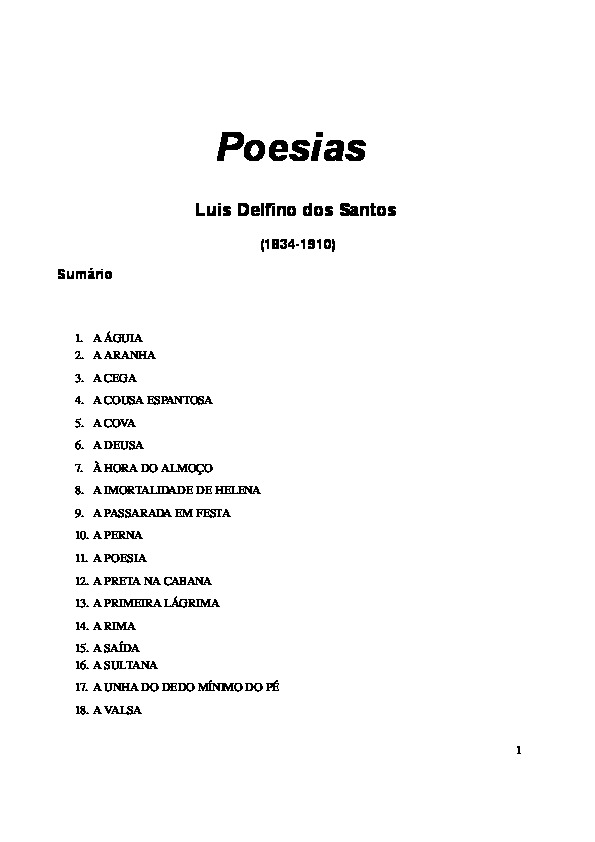 Poesias
Luis Delfino dos Santos
(1834-1910)
Sumário
1. A ÁGUIA
2. A ARANHA
3. A CEGA
4. A COUSA ESPANTOSA
5. A COVA
6. A DEUSA
7. À HORA DO ALMOÇO
8. A IMORTALIDADE DE HELENA
9. A PASSARADA EM FESTA
10. A PERNA
11. A POESIA
12. A PRETA NA CABANA
13. A PRIMEIRA LÁGRIMA
14. A RIMA
15. A SAÍDA
16. A SULTANA
17. A UNHA DO DEDO MÍNIMO DO PÉ
18. A VALSA
1